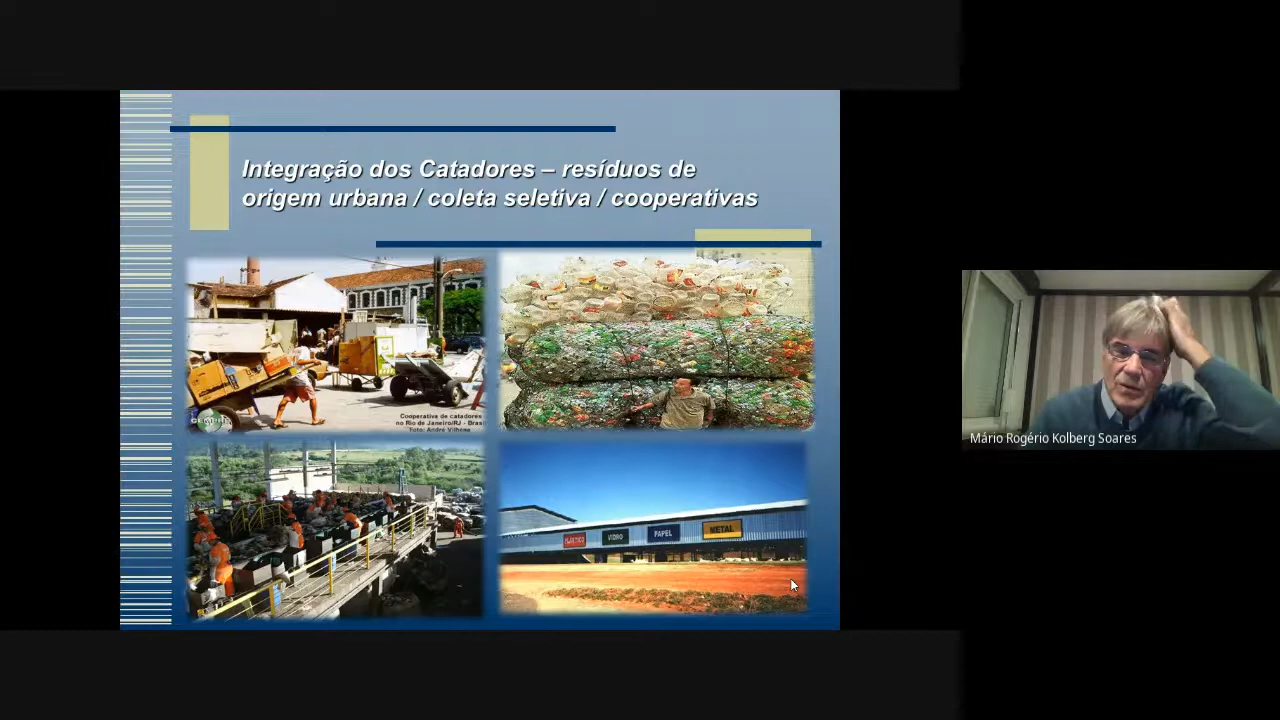 Integração dos Catadores – resíduos de
origem urbana / coleta seletiva / cooperativas
Cooperativa de catadores
no Rio de Janeiro/RJ - Brasil
Foto: André Vilhena
PLÁSTICO
VIDRO
PAPEL
METAL
Mário Rogério Kolberg Soares